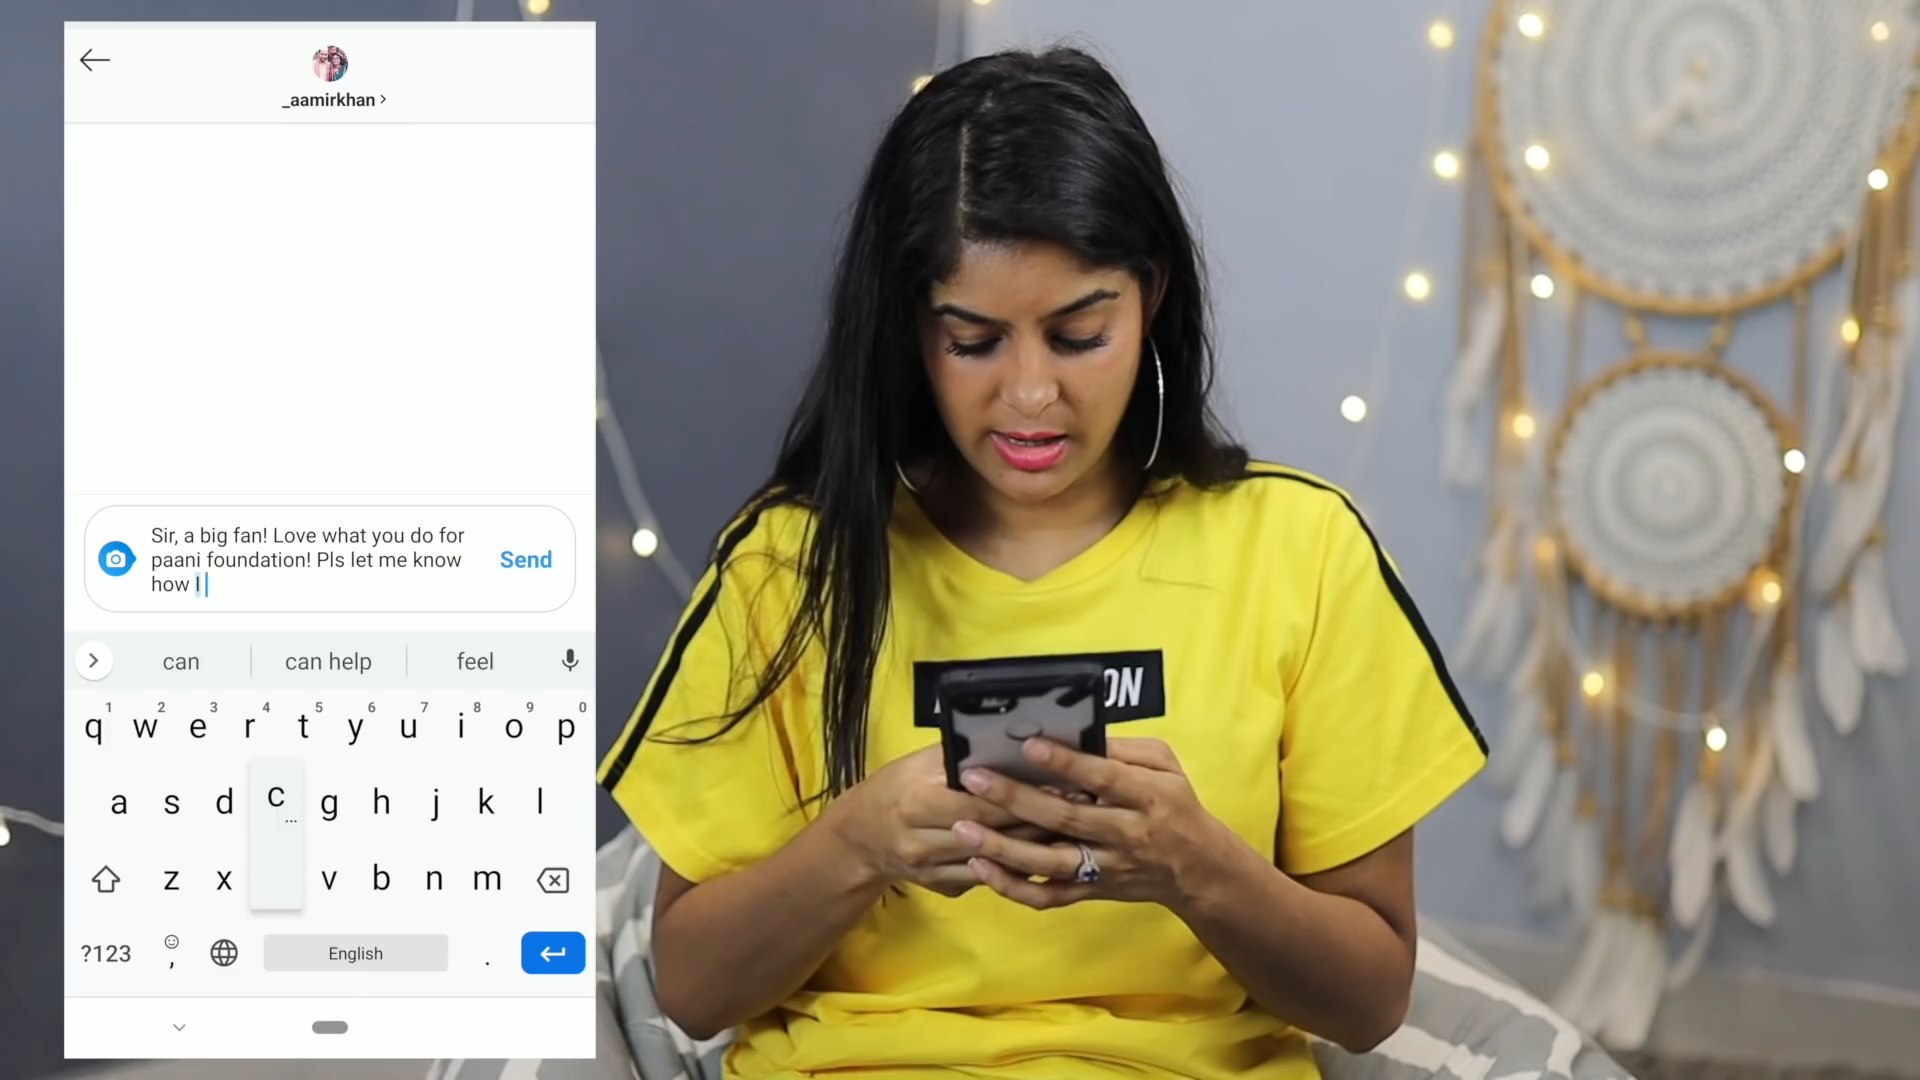 _aamirkhan >
Sir, a big fan! Love what you do for
paani foundation! Pls let me know
how I
Send
can
can help
feel
1 2 3 4 5 6 7 8 9 0
q w e r t y u i o p
a s d c g h j k l
...
z x v b n m
?123
,
English
.
ON